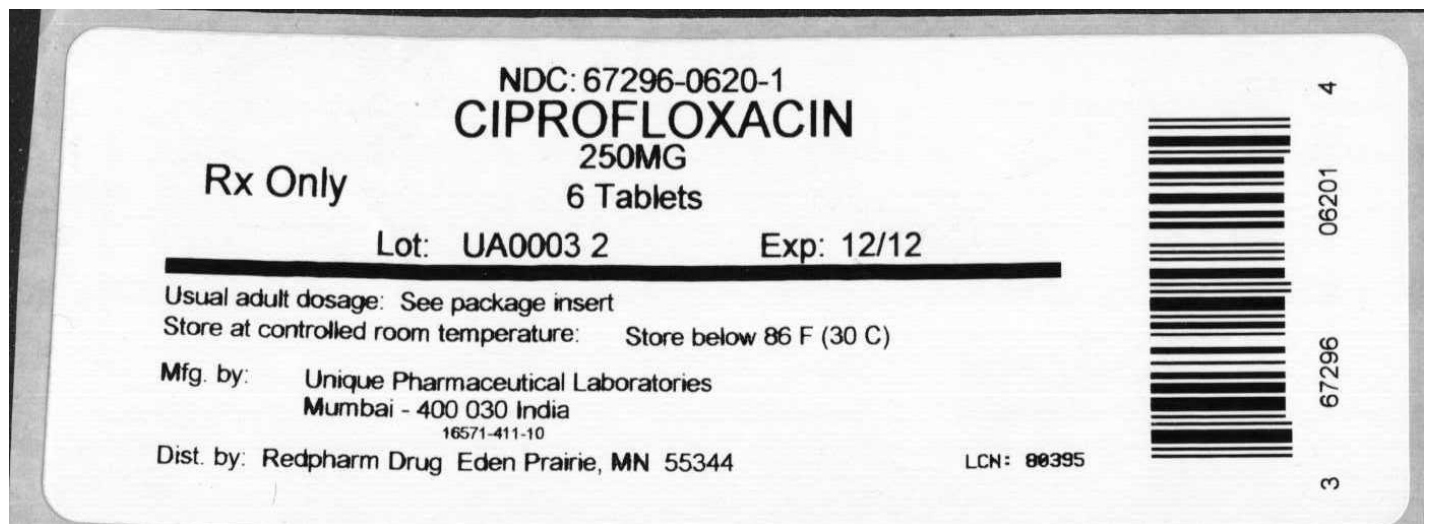 NDC: 67296-0620-1
CIPROFLOXACIN
250MG
Rx Only
6 Tablets
Lot: UA0003 2 Exp: 12/12
Usual adult dosage: See package insert
Store at controlled room temperature: Store below 86 F (30 C)
Mfg. by: Unique Pharmaceutical Laboratories
Mumbai - 400 030 India
16571-411-10
Dist. by: Redpharm Drug Eden Prairie, MN 55344
LCN: 80395
3 67296 06201 4